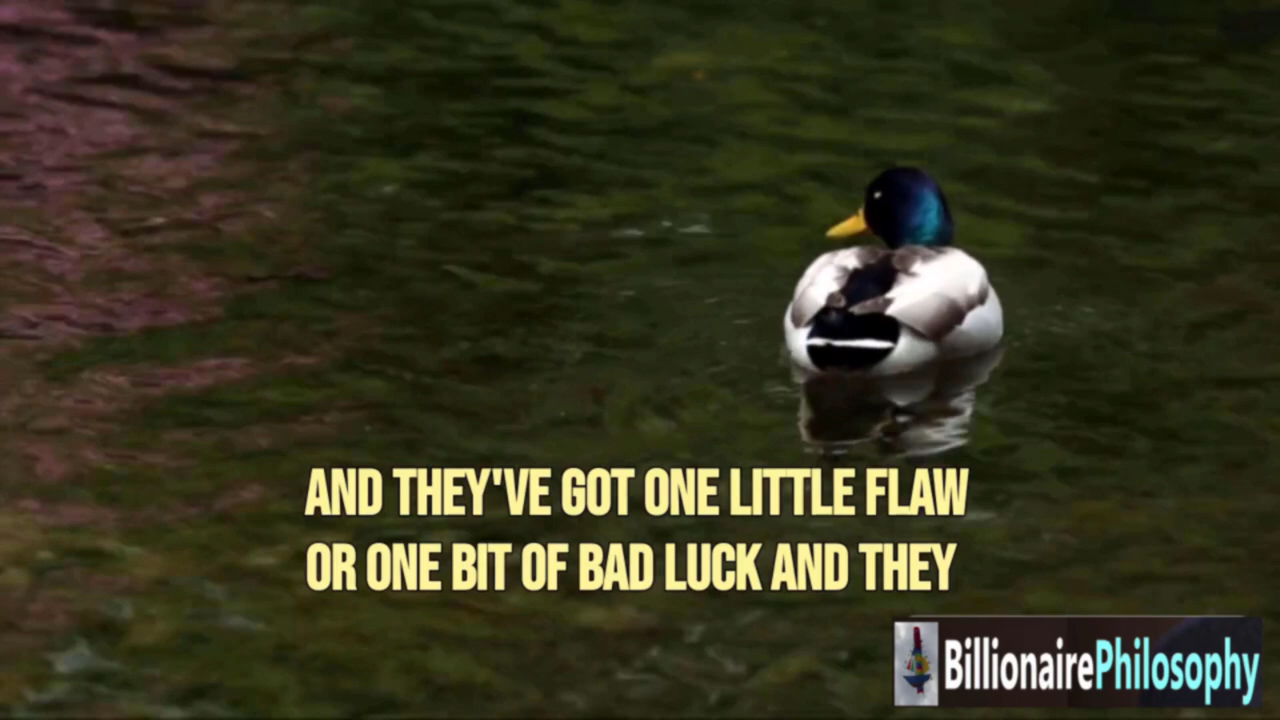 AND THEY'VE GOT ONE LITTLE FLAW
OR ONE BIT OF BAD LUCK AND THEY
BillionairePhilosophy